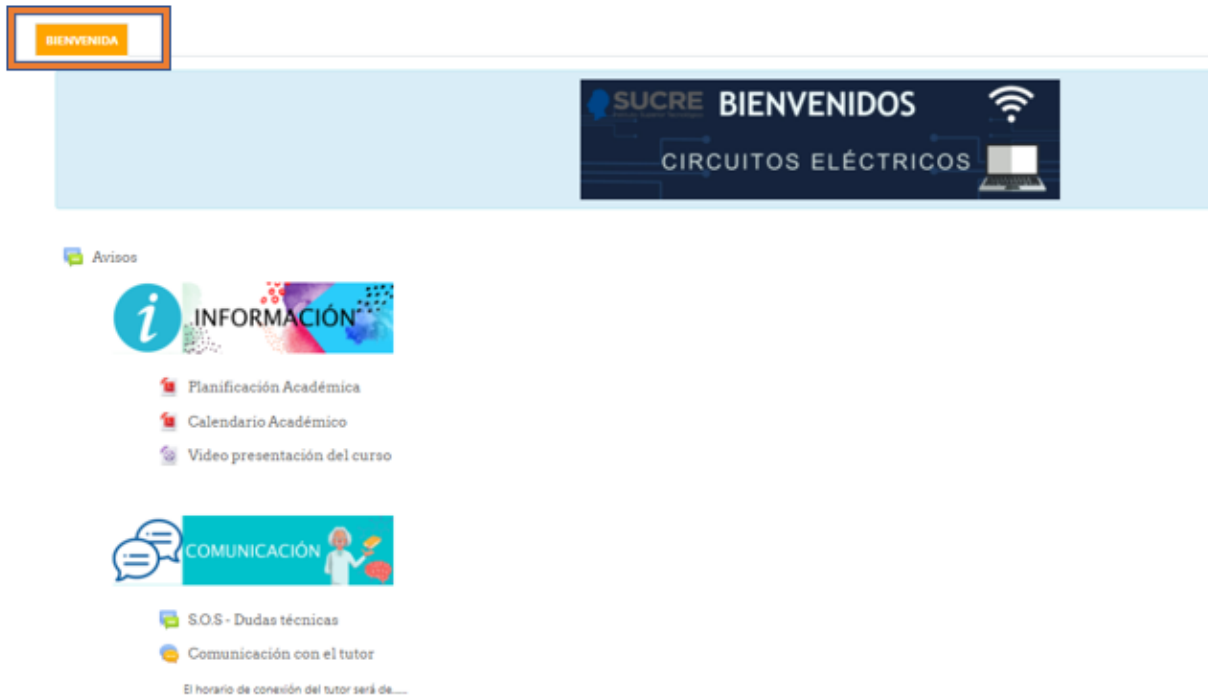 BIENVENIDA
SUCRE BIENVENIDOS
CIRCUITOS ELÉCTRICOS
Avisos
i INFORMACIÓN
Planificación Académica
Calendario Académico
Video presentación del curso
COMUNICACIÓN
S.O.S - Dudas técnicas
Comunicación con el tutor
El horario de conexión del tutor será de.....